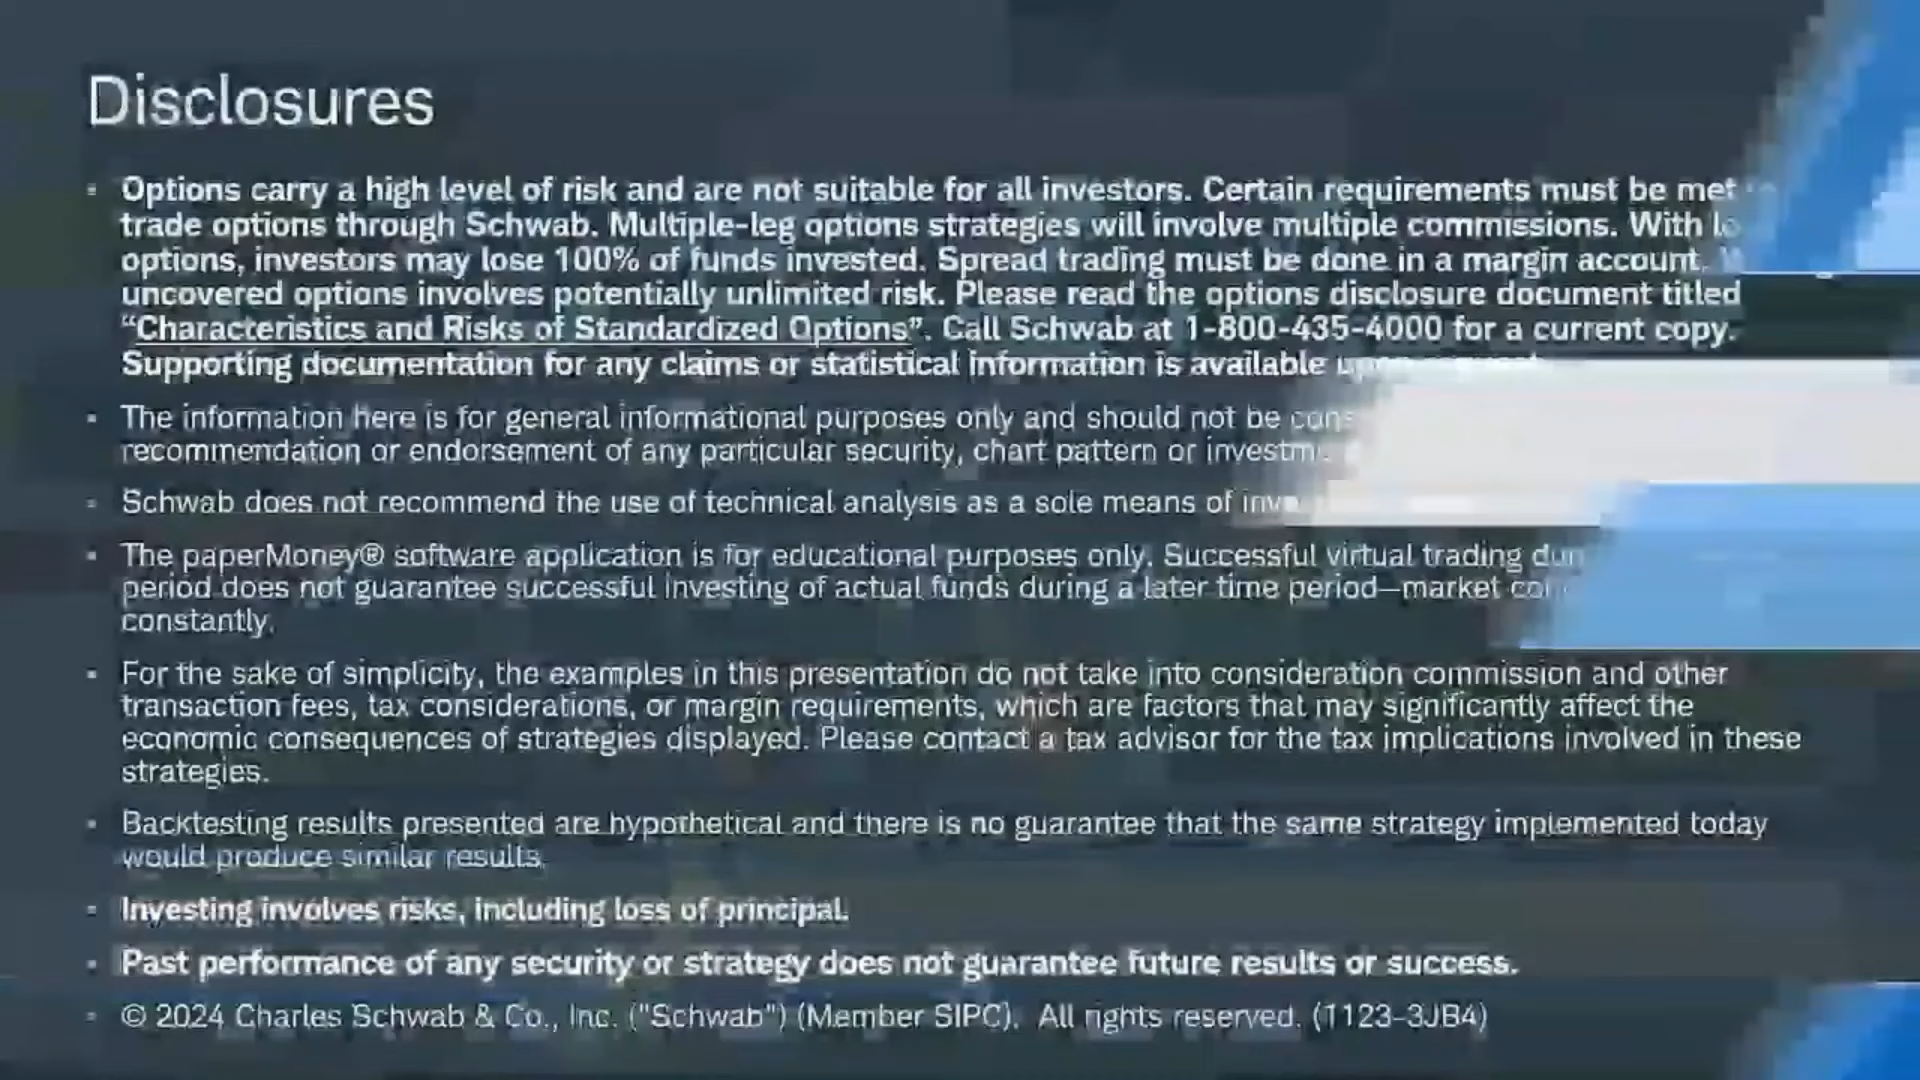 Disclosures
Options carry a high level of risk and are not suitable for all investors. Certain requirements must be met
trade options through Schwab. Multiple-leg options strategies will involve multiple commissions. With
options, investors may lose 100% of funds invested. Spread trading must be done in a margin account.
uncovered options involves potentially unlimited risk. Please read the options disclosure document titled
“Characteristics and Risks of Standardized Options”. Call Schwab at 1-800-435-4000 for a current copy.
Supporting documentation for any claims or statistical information is available
The information here is for general informational purposes only and should not be
recommendation or endorsement of any particular security, chart pattern or
Schwab does not recommend the use of technical analysis as a sole means of
The paperMoney® software application is for educational purposes only. Successful virtual trading
period does not guarantee successful investing of actual funds during a later time period—market
constantly.
For the sake of simplicity, the examples in this presentation do not take into consideration commission and other
transaction fees, tax considerations, or margin requirements, which are factors that may significantly affect the
economic consequences of strategies displayed. Please contact a tax advisor for the tax implications involved in these
strategies.
Backtesting results presented are hypothetical and there is no guarantee that the same strategy implemented today
would produce similar results.
Investing involves risks, including loss of principal.
Past performance of any security or strategy does not guarantee future results or success.
© 2024 Charles Schwab & Co., Inc. ("Schwab") (Member SIPC). All rights reserved. (1123-3JB4)